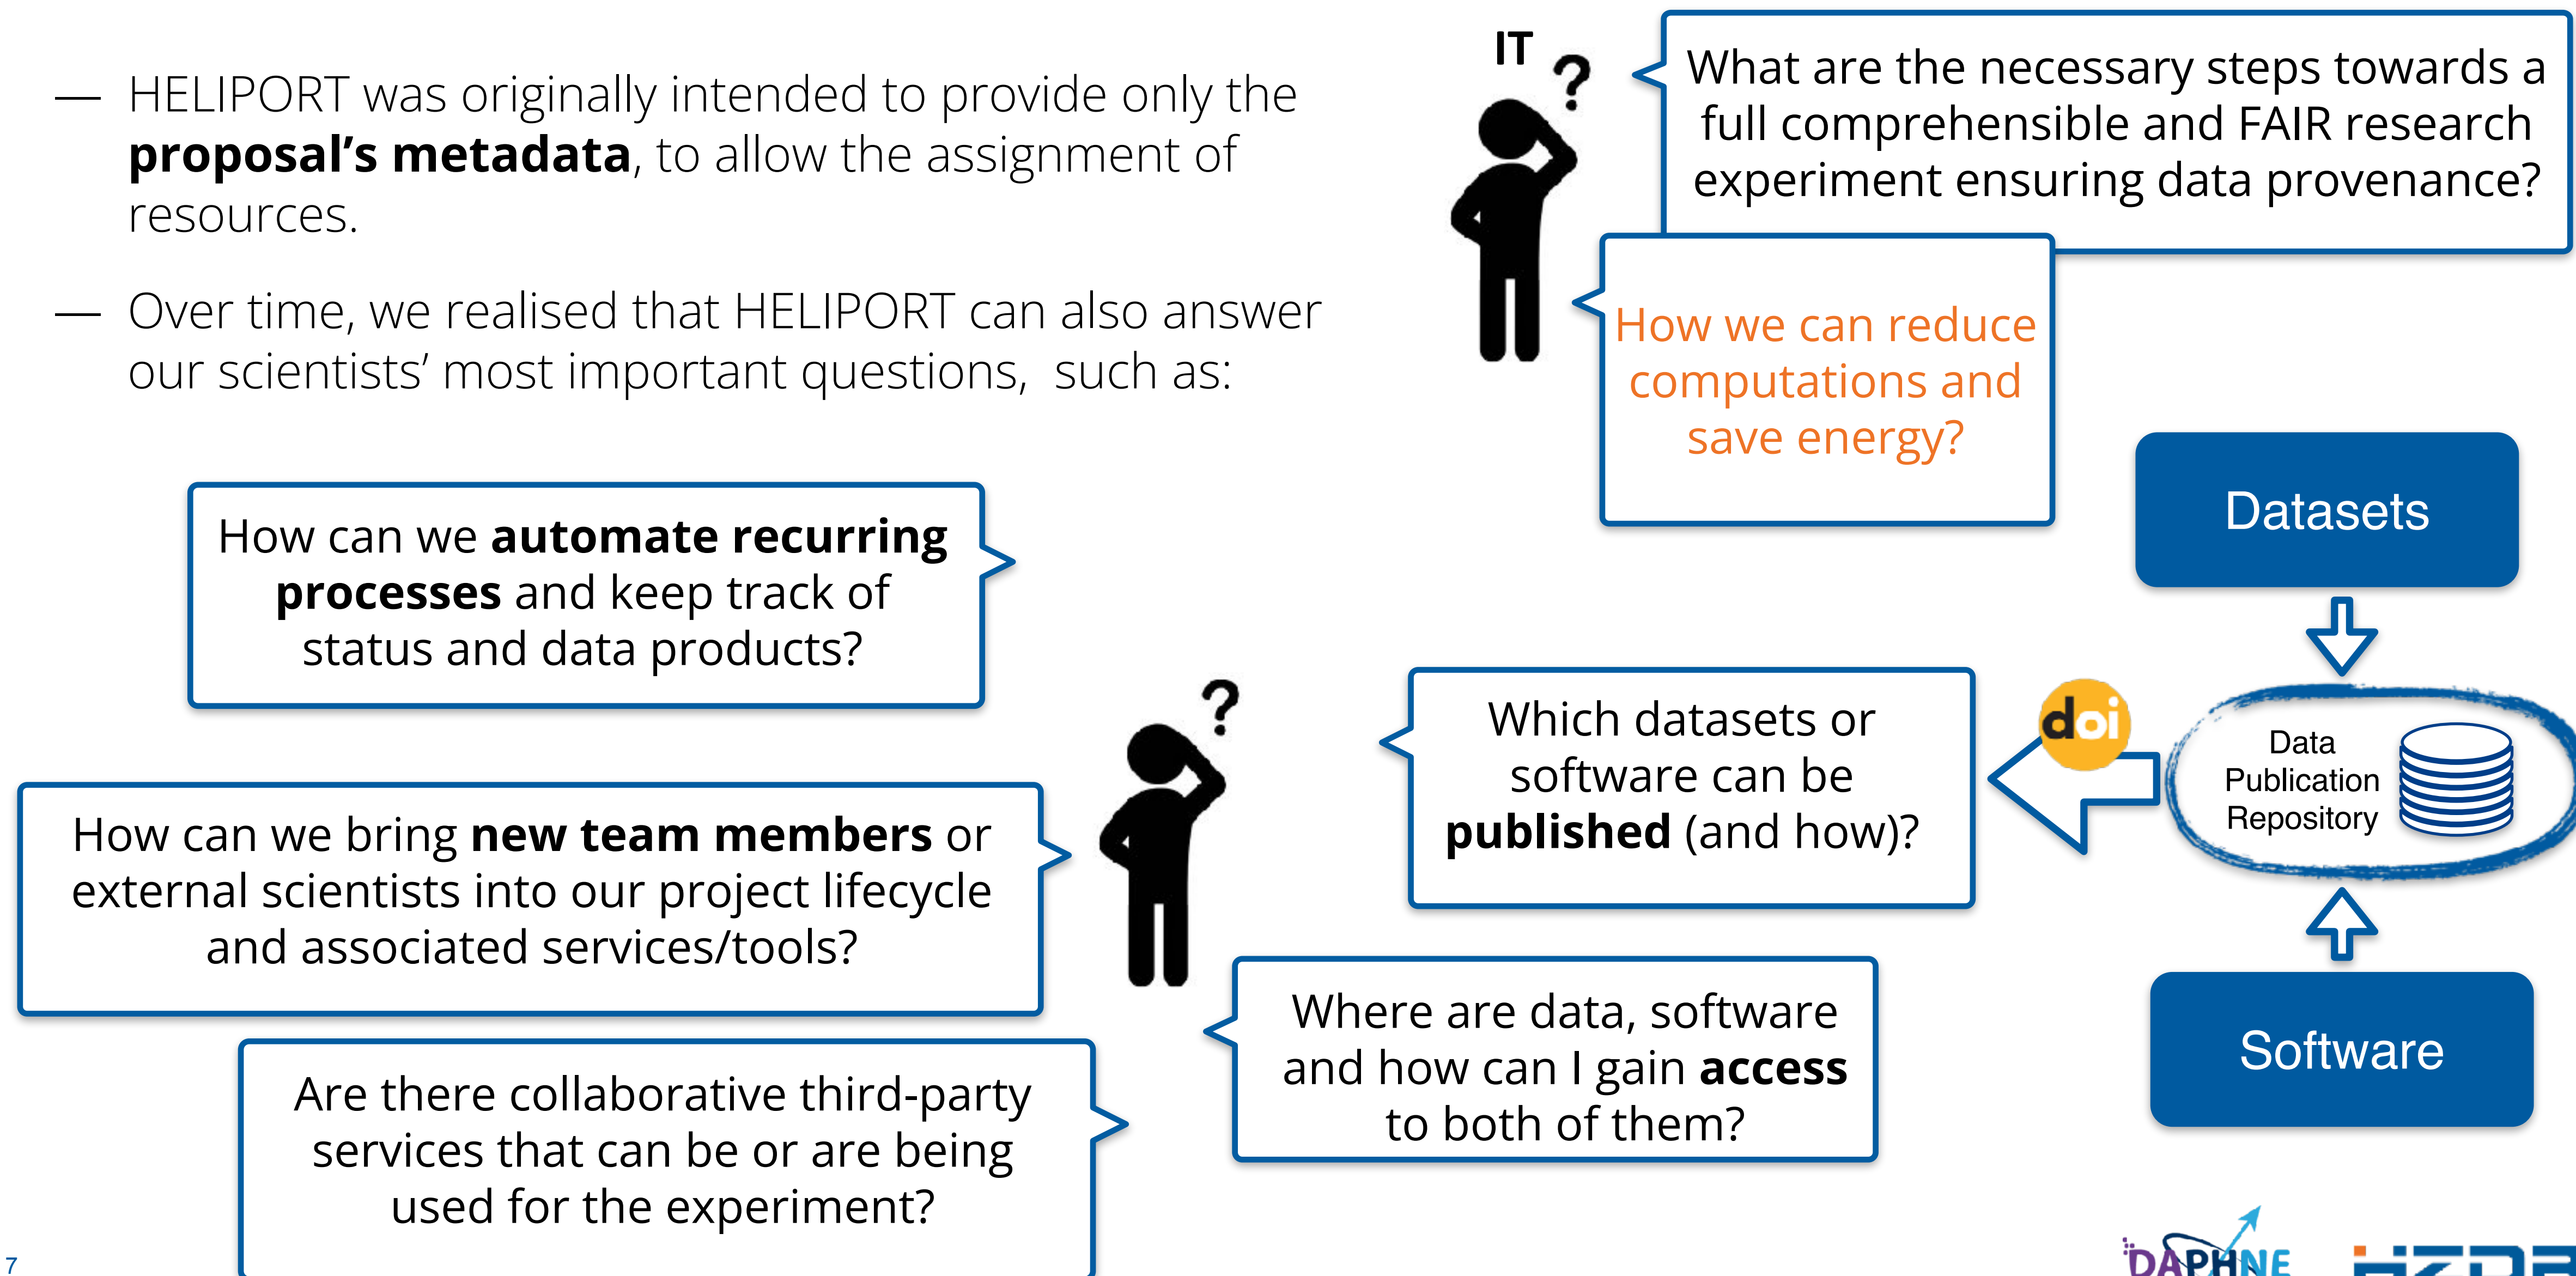 — HELIPORT was originally intended to provide only the
proposal’s metadata, to allow the assignment of
resources.
— Over time, we realised that HELIPORT can also answer
our scientists’ most important questions, such as:
IT
?
What are the necessary steps towards a
full comprehensible and FAIR research
experiment ensuring data provenance?
How we can reduce
computations and
save energy?
How can we automate recurring
processes and keep track of
status and data products?
How can we bring new team members or
external scientists into our project lifecycle
and associated services/tools?
Are there collaborative third-party
services that can be or are being
used for the experiment?
?
Which datasets or
software can be
published (and how)?
Where are data, software
and how can I gain access
to both of them?
Datasets
doi
Data
Publication
Repository
Software
7
DAPHNE
HZDR